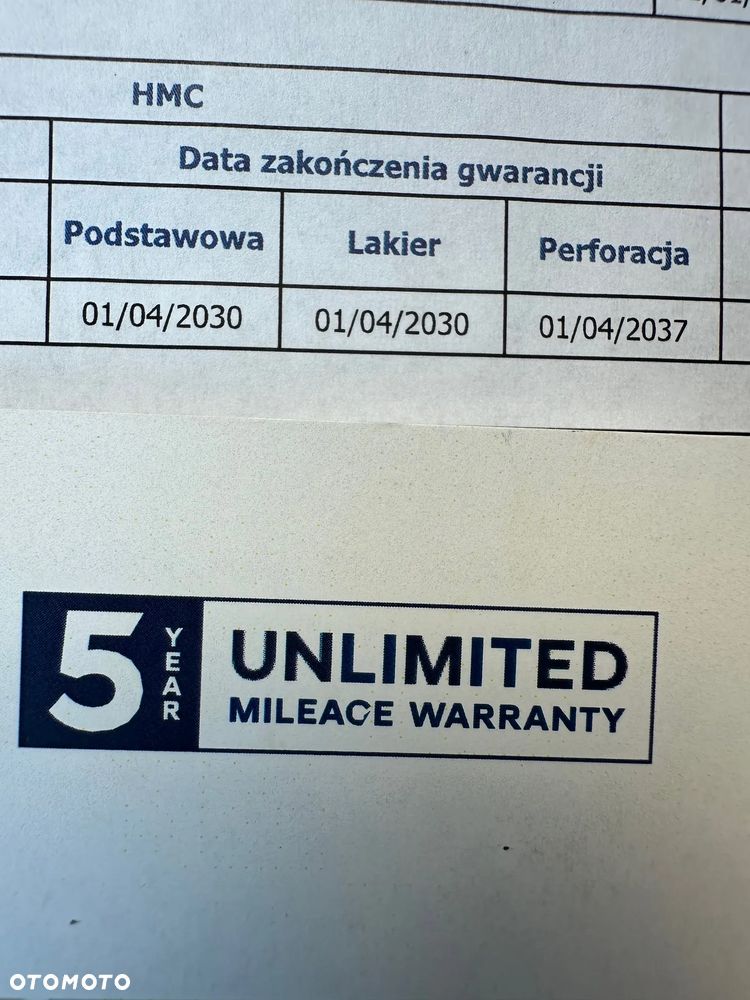 HMC
Data zakończenia gwarancji
Podstawowa Lakier Perforacja
01/04/2030 01/04/2030 01/04/2037
5 YEAR UNLIMITED
MILEAGE WARRANTY
OTOMOTO